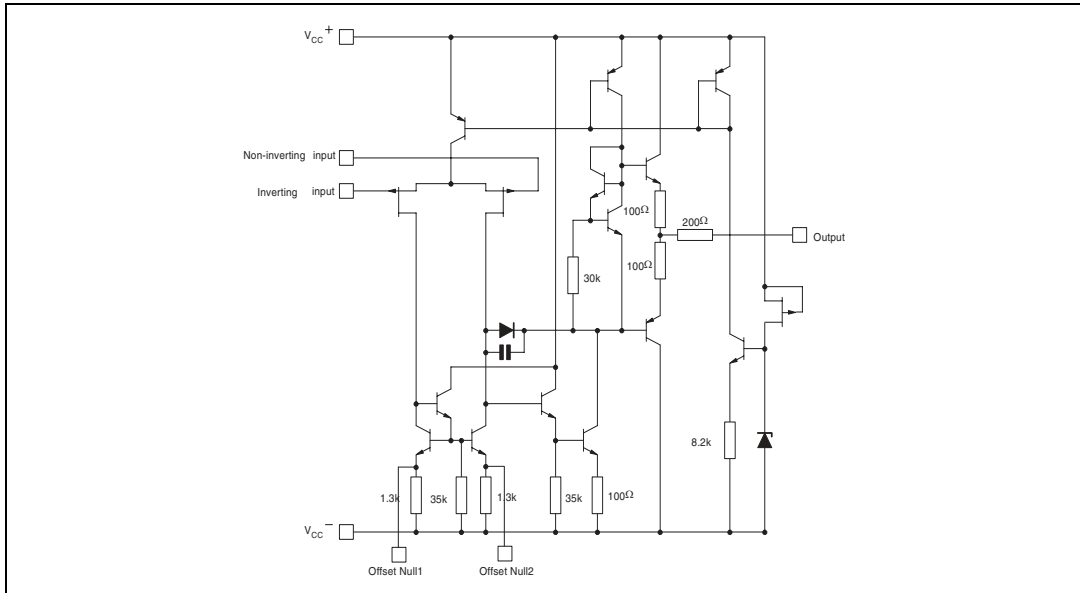 VCC+
Non-inverting input
Inverting input
100Ω
200Ω
Output
100Ω
30k
8.2k
1.3k
35k
1.3k
35k
100Ω
VCC−
Offset Null1
Offset Null2